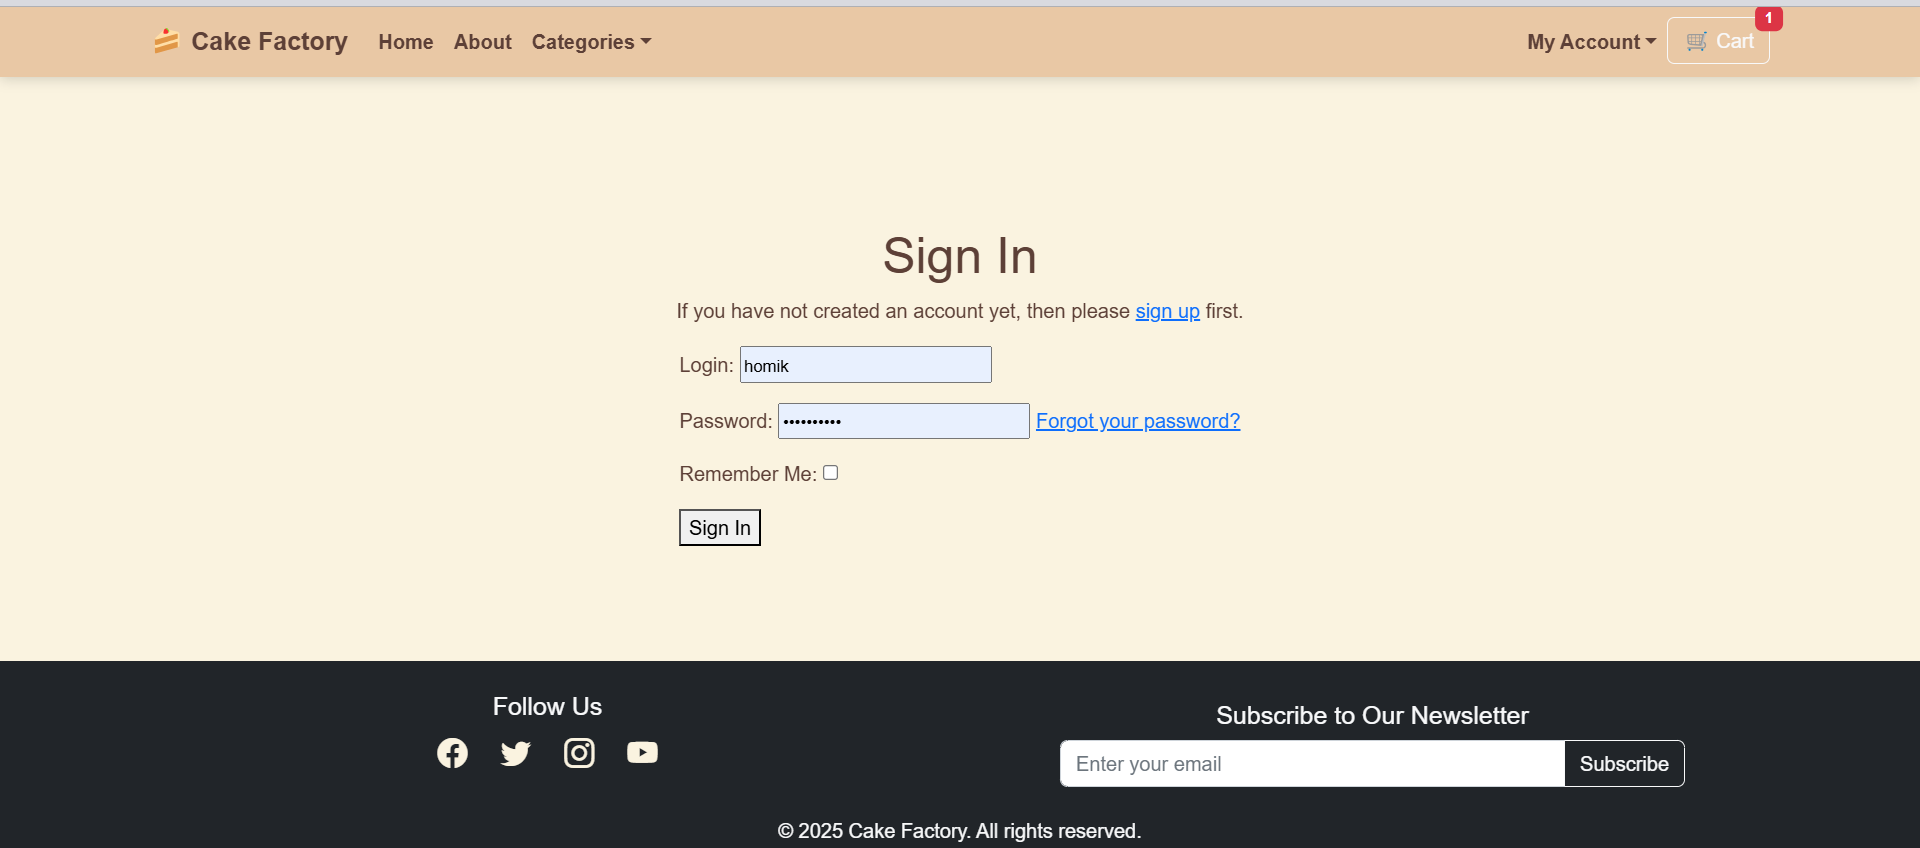 Cake Factory Home About Categories My Account Cart 1
Sign In
If you have not created an account yet, then please sign up first.
Login: homik
Password: •••••••••• Forgot your password?
Remember Me:
Sign In
Follow Us
Subscribe to Our Newsletter
Enter your email Subscribe
© 2025 Cake Factory. All rights reserved.